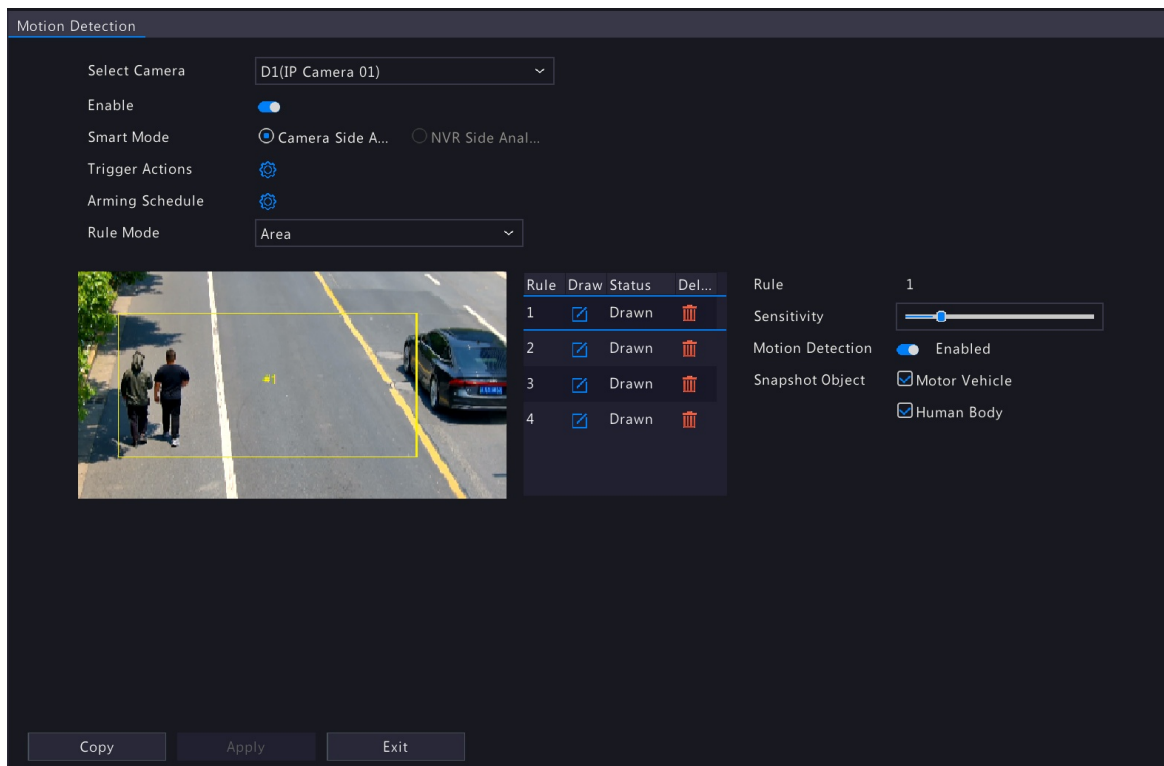 Motion Detection
Select Camera D1(IP Camera 01)
Enable
Smart Mode Camera Side A... NVR Side Anal...
Trigger Actions
Arming Schedule
Rule Mode Area
Rule Draw Status Del...
1 Drawn
2 Drawn
3 Drawn
4 Drawn
#1
Rule 1
Sensitivity
Motion Detection Enabled
Snapshot Object Motor Vehicle
Human Body
Copy Apply Exit